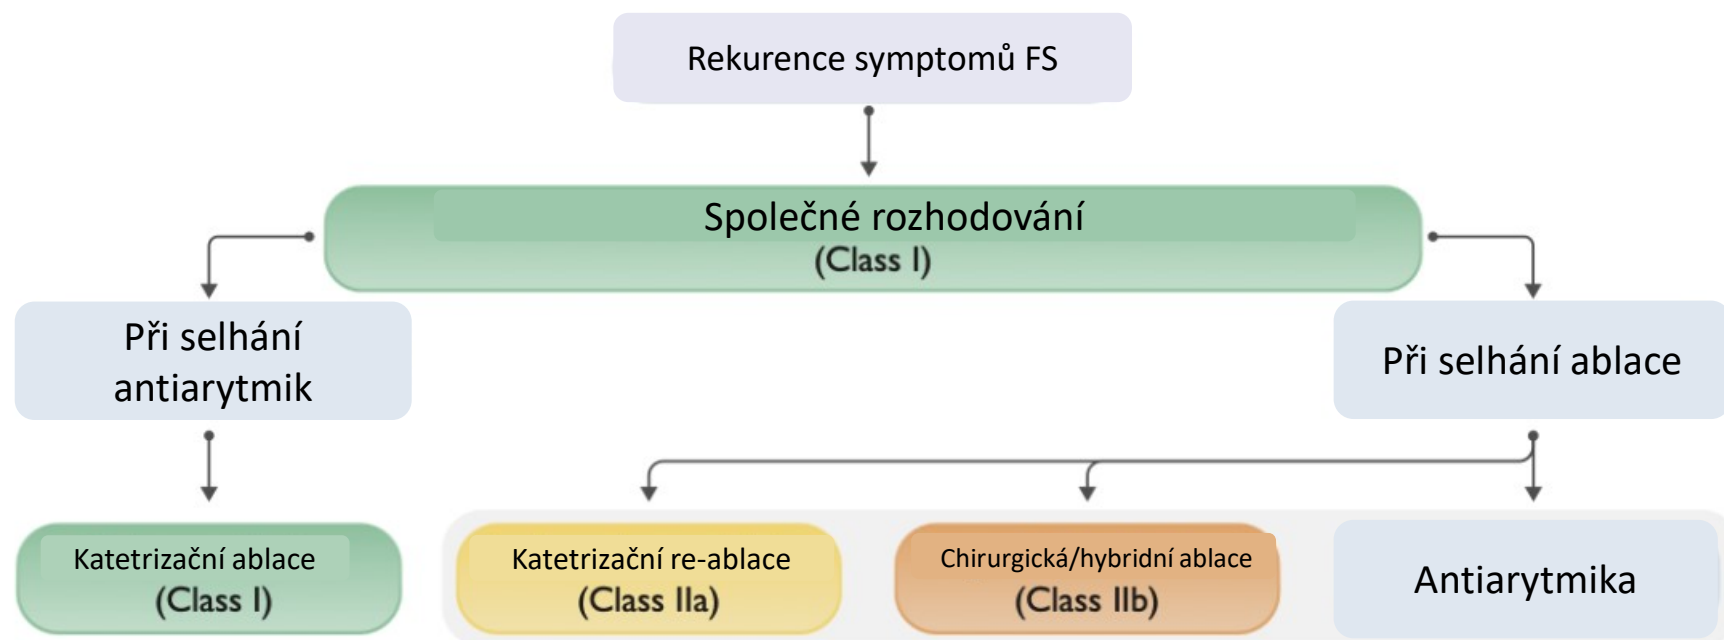 Rekurence symptomů FS
Společné rozhodování
(Class I)
Při selhání
antiarytmik
Při selhání ablace
Katetrizační ablace
(Class I)
Katetrizační re-ablace
(Class IIa)
Chirurgická/hybridní ablace
(Class IIb)
Antiarytmika